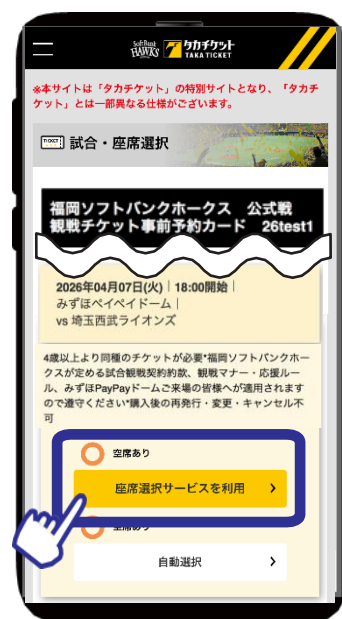 SoftBank HAWKS タカチケット TAKA TICKET
※本サイトは「タカチケット」の特別サイトとなり、「タカチ
ケット」とは一部異なる仕様がございます。
TICKET 試合・座席選択
福岡ソフトバンクホークス 公式戦
観戦チケット事前予約カード 26test1
2026年04月07日(火)|18:00開始|
みずほペイペイドーム|
vs 埼玉西武ライオンズ
4歳以上より同種のチケットが必要*福岡ソフトバンクホー
クスが定める試合観戦契約約款、観戦マナー・応援ルー
ル、みずほPayPayドームご来場の皆様へが適用されます
ので遵守ください*購入後の再発行・変更・キャンセル不
可
空席あり
座席選択サービスを利用 >
空席あり
自動選択 >